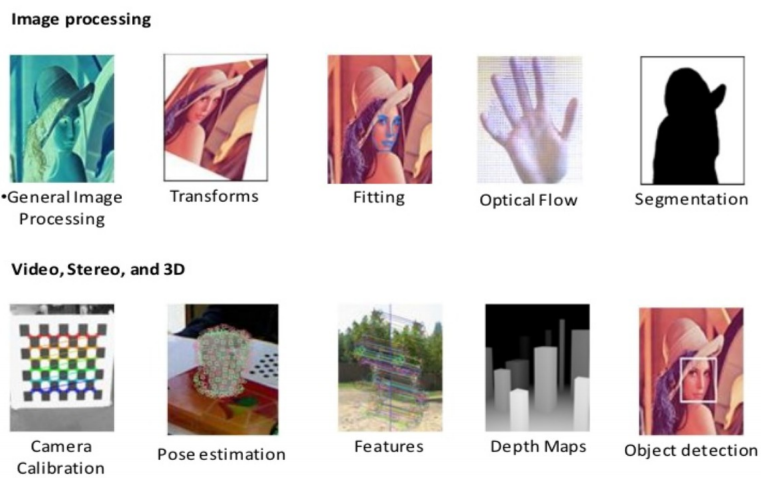 Image processing
•General Image
Processing
Transforms
Fitting
Optical Flow
Segmentation
Video, Stereo, and 3D
Camera
Calibration
Pose estimation
Features
Depth Maps
Object detection